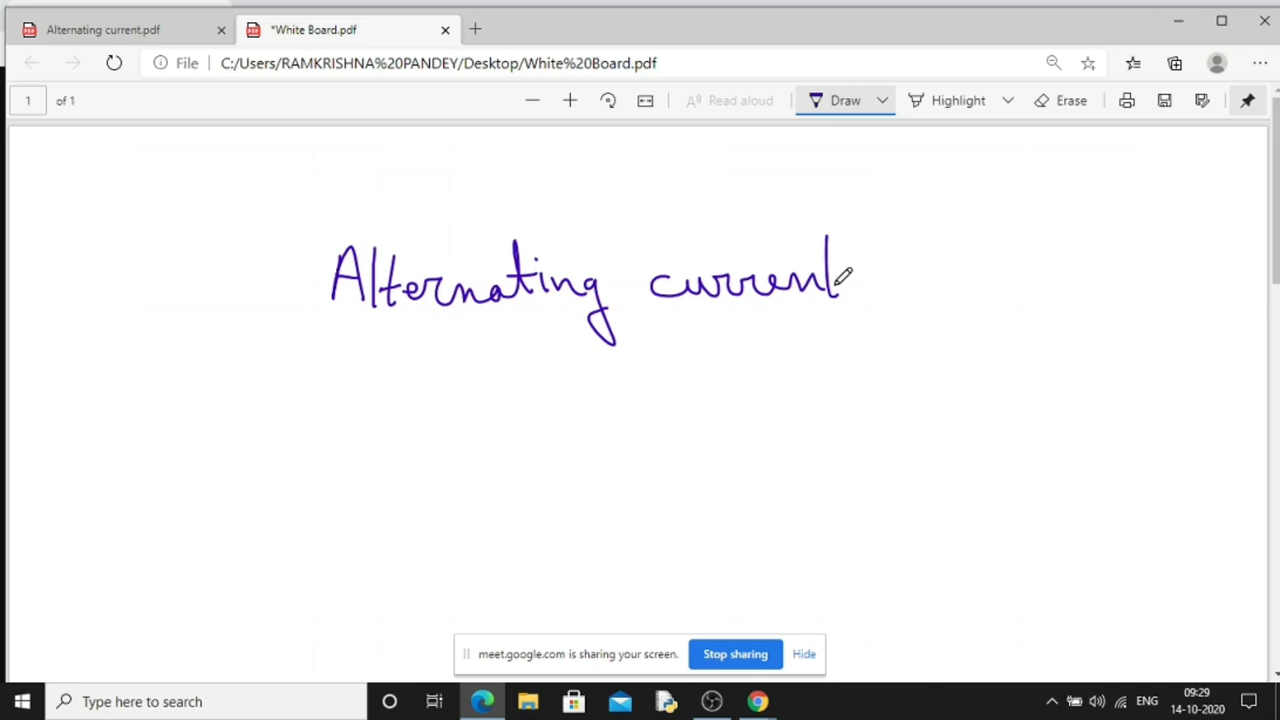 Alternating current.pdf
*White Board.pdf
File
C:/Users/RAMKRISHNA%20PANDEY/Desktop/White%20Board.pdf
1 of 1
Read aloud
Draw
Highlight
Erase
Alternating current
meet.google.com is sharing your screen.
Stop sharing
Hide
Type here to search
ENG
09:29
14-10-2020